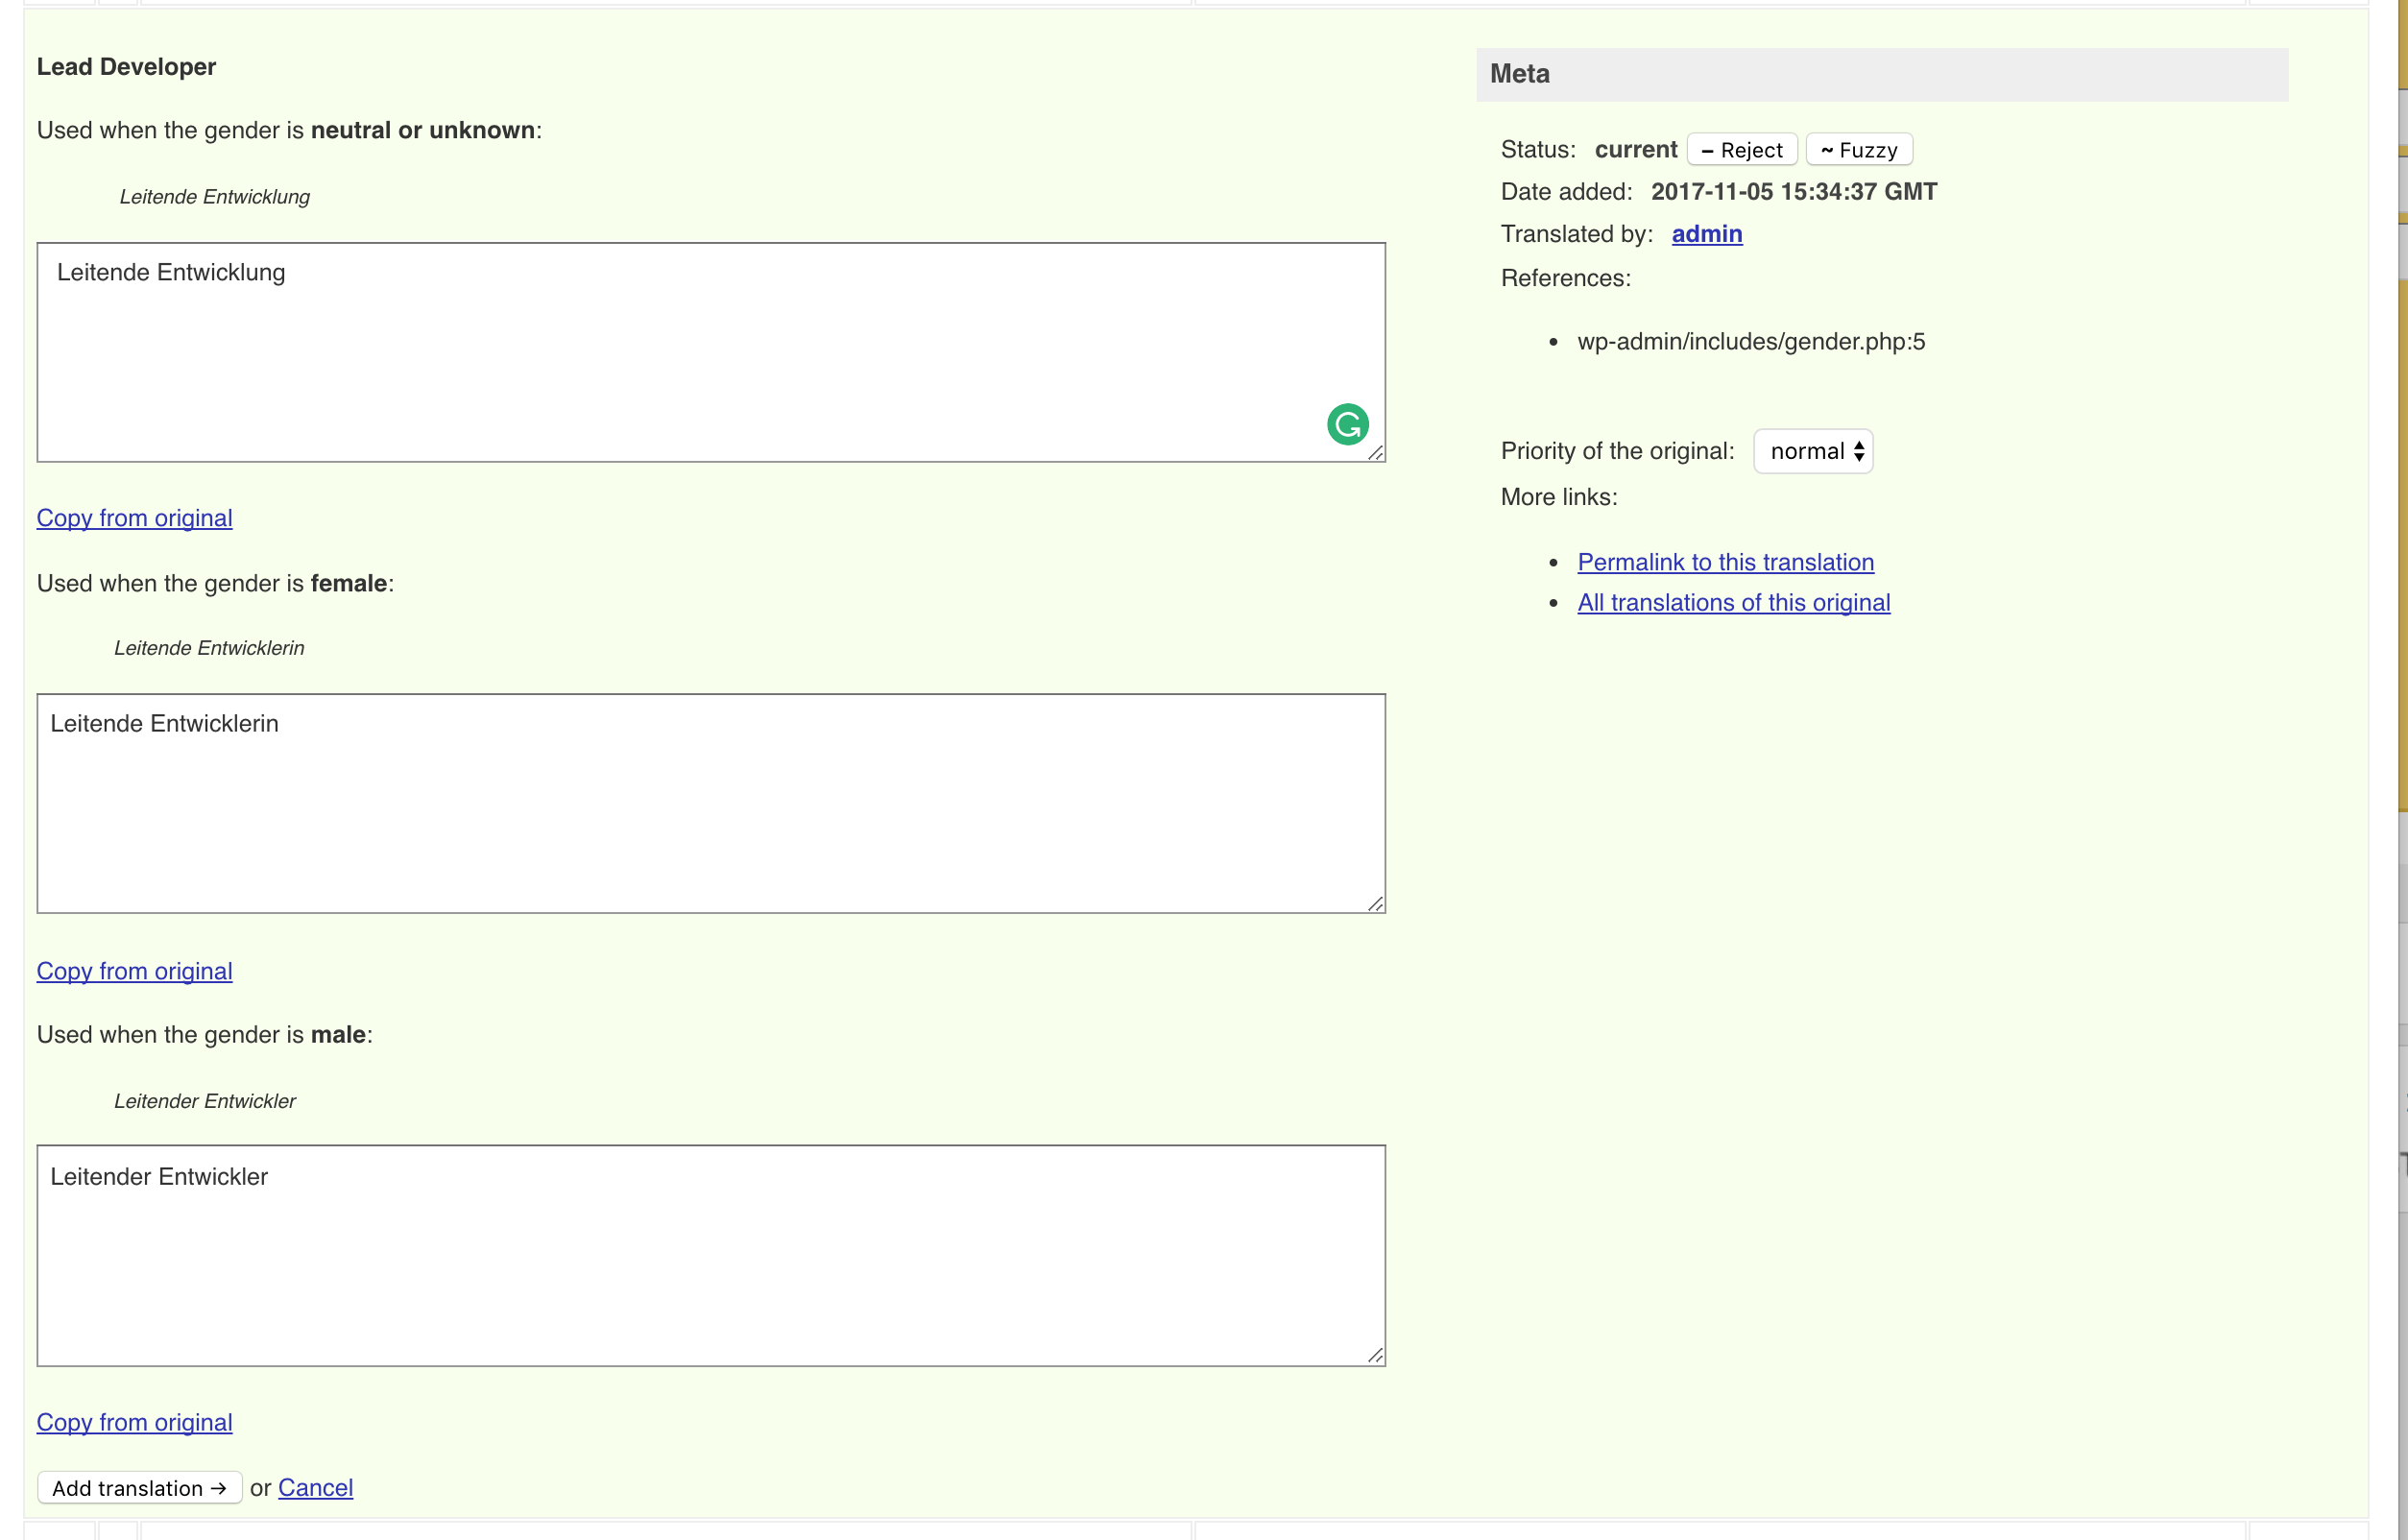 Lead Developer
Used when the gender is neutral or unknown:
Leitende Entwicklung
Leitende Entwicklung
Copy from original
Used when the gender is female:
Leitende Entwicklerin
Leitende Entwicklerin
Copy from original
Used when the gender is male:
Leitender Entwickler
Leitender Entwickler
Copy from original
Add translation → or Cancel
Meta
Status: current – Reject ~ Fuzzy
Date added: 2017-11-05 15:34:37 GMT
Translated by: admin
References:
• wp-admin/includes/gender.php:5
Priority of the original: normal
More links:
• Permalink to this translation
• All translations of this original